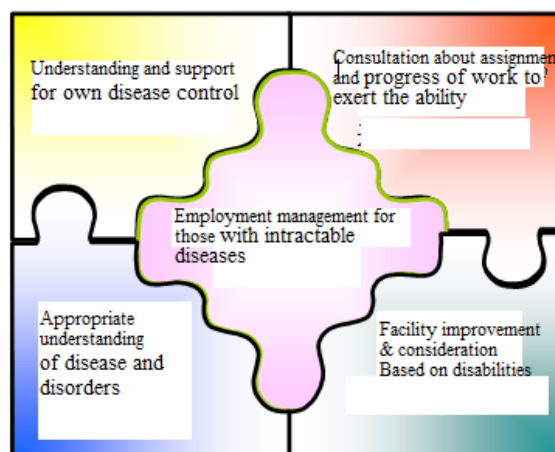 Understanding and support
for own disease control
Consultation about assignment
and progress of work to
exert the ability
Employment management for
those with intractable
diseases
Appropriate
understanding
of disease and
disorders
Facility improvement
& consideration
Based on disabilities